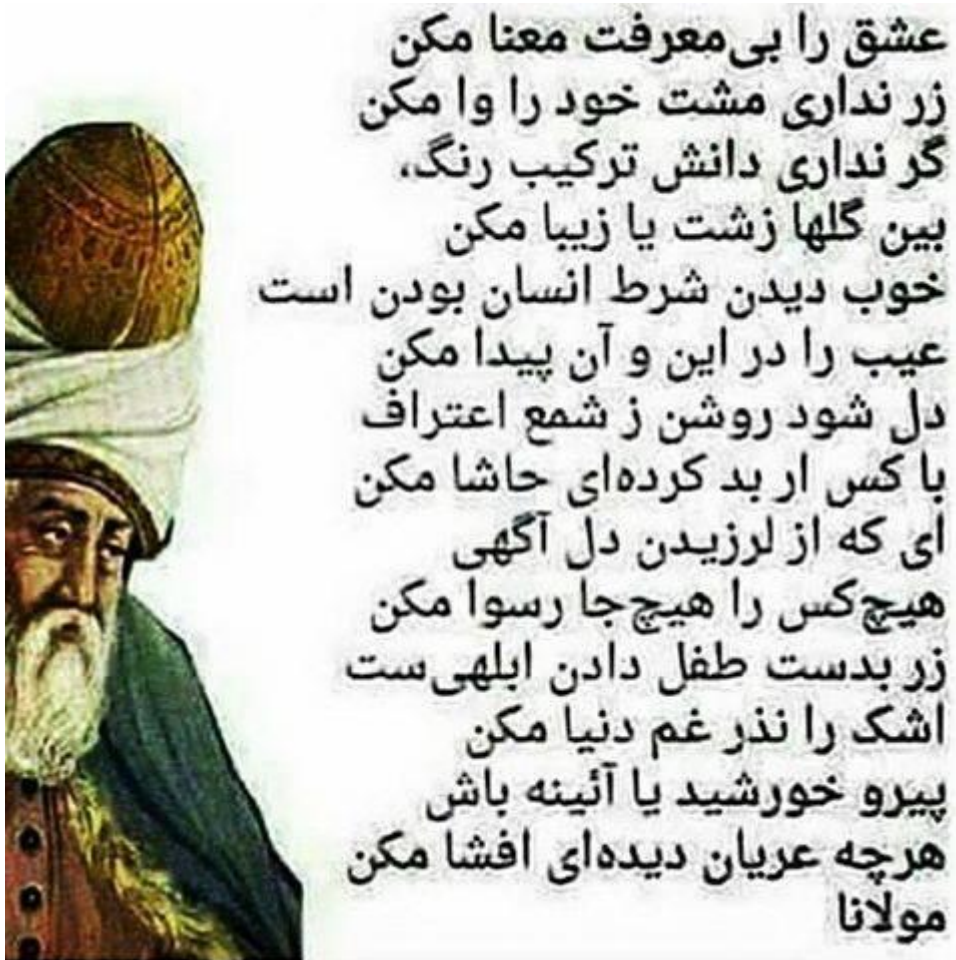 عشق را بی‌معرفت معنا مکن
زر نداری مشت خود را وا مکن
گر نداری دانش ترکیب رنگ،
بین گلها زشت یا زیبا مکن
خوب دیدن شرط انسان بودن است
عیب را در این و آن پیدا مکن
دل شود روشن ز شمع اعتراف
با کس ار بد کرده‌ای حاشا مکن
ای که از لرزیدن دل آگهی
هیچ‌کس را هیچ‌جا رسوا مکن
زر بدست طفل دادن ابلهی‌ست
اشک را نذر غم دنیا مکن
پیرو خورشید یا آئینه باش
هرچه عریان دیده‌ای افشا مکن
مولانا